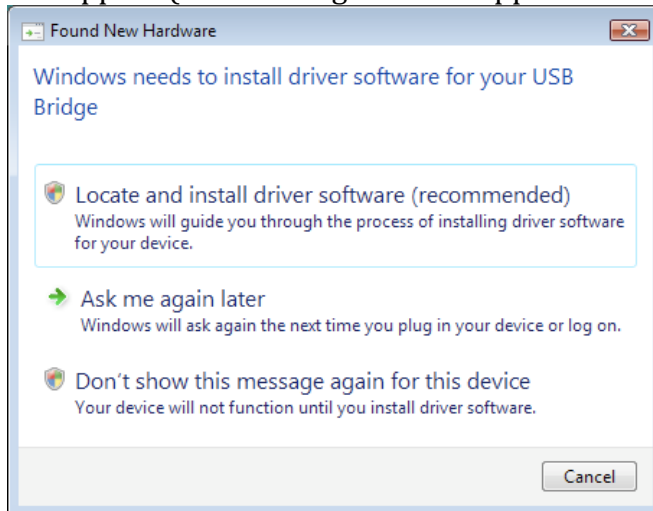 Found New Hardware
Windows needs to install driver software for your USB
Bridge
Locate and install driver software (recommended)
Windows will guide you through the process of installing driver software
for your device.
Ask me again later
Windows will ask again the next time you plug in your device or log on.
Don't show this message again for this device
Your device will not function until you install driver software.
Cancel